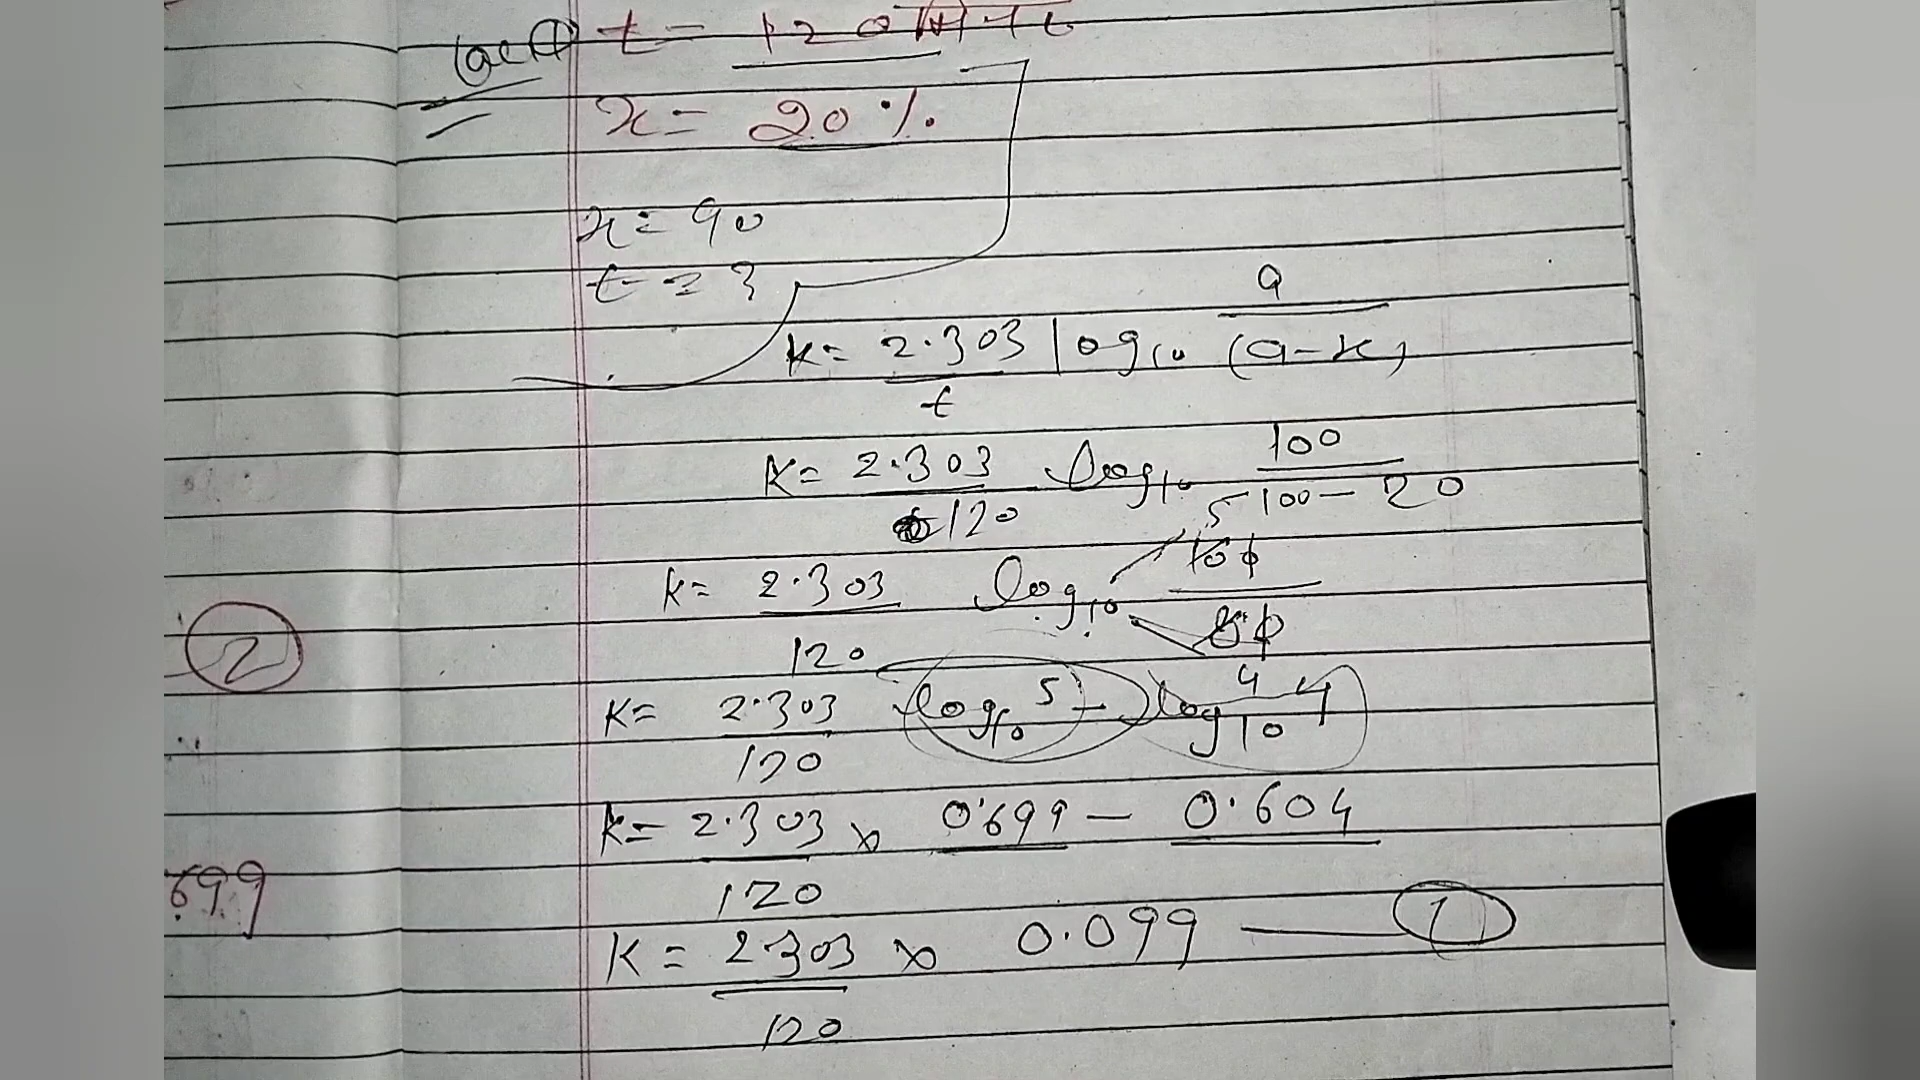 t = 120
x = 20 %.
x = 90
t = ?
a
K = 2.303 log10 (a-x)
t
K = 2.303 log10 100
120 100 - 20
5
K = 2.303 log10 100
120 80
4
K = 2.303 log10 5 - log10 4
120
K = 2.303 x 0.699 - 0.604
120
K = 2.303 x 0.099 — 1
120
2
699